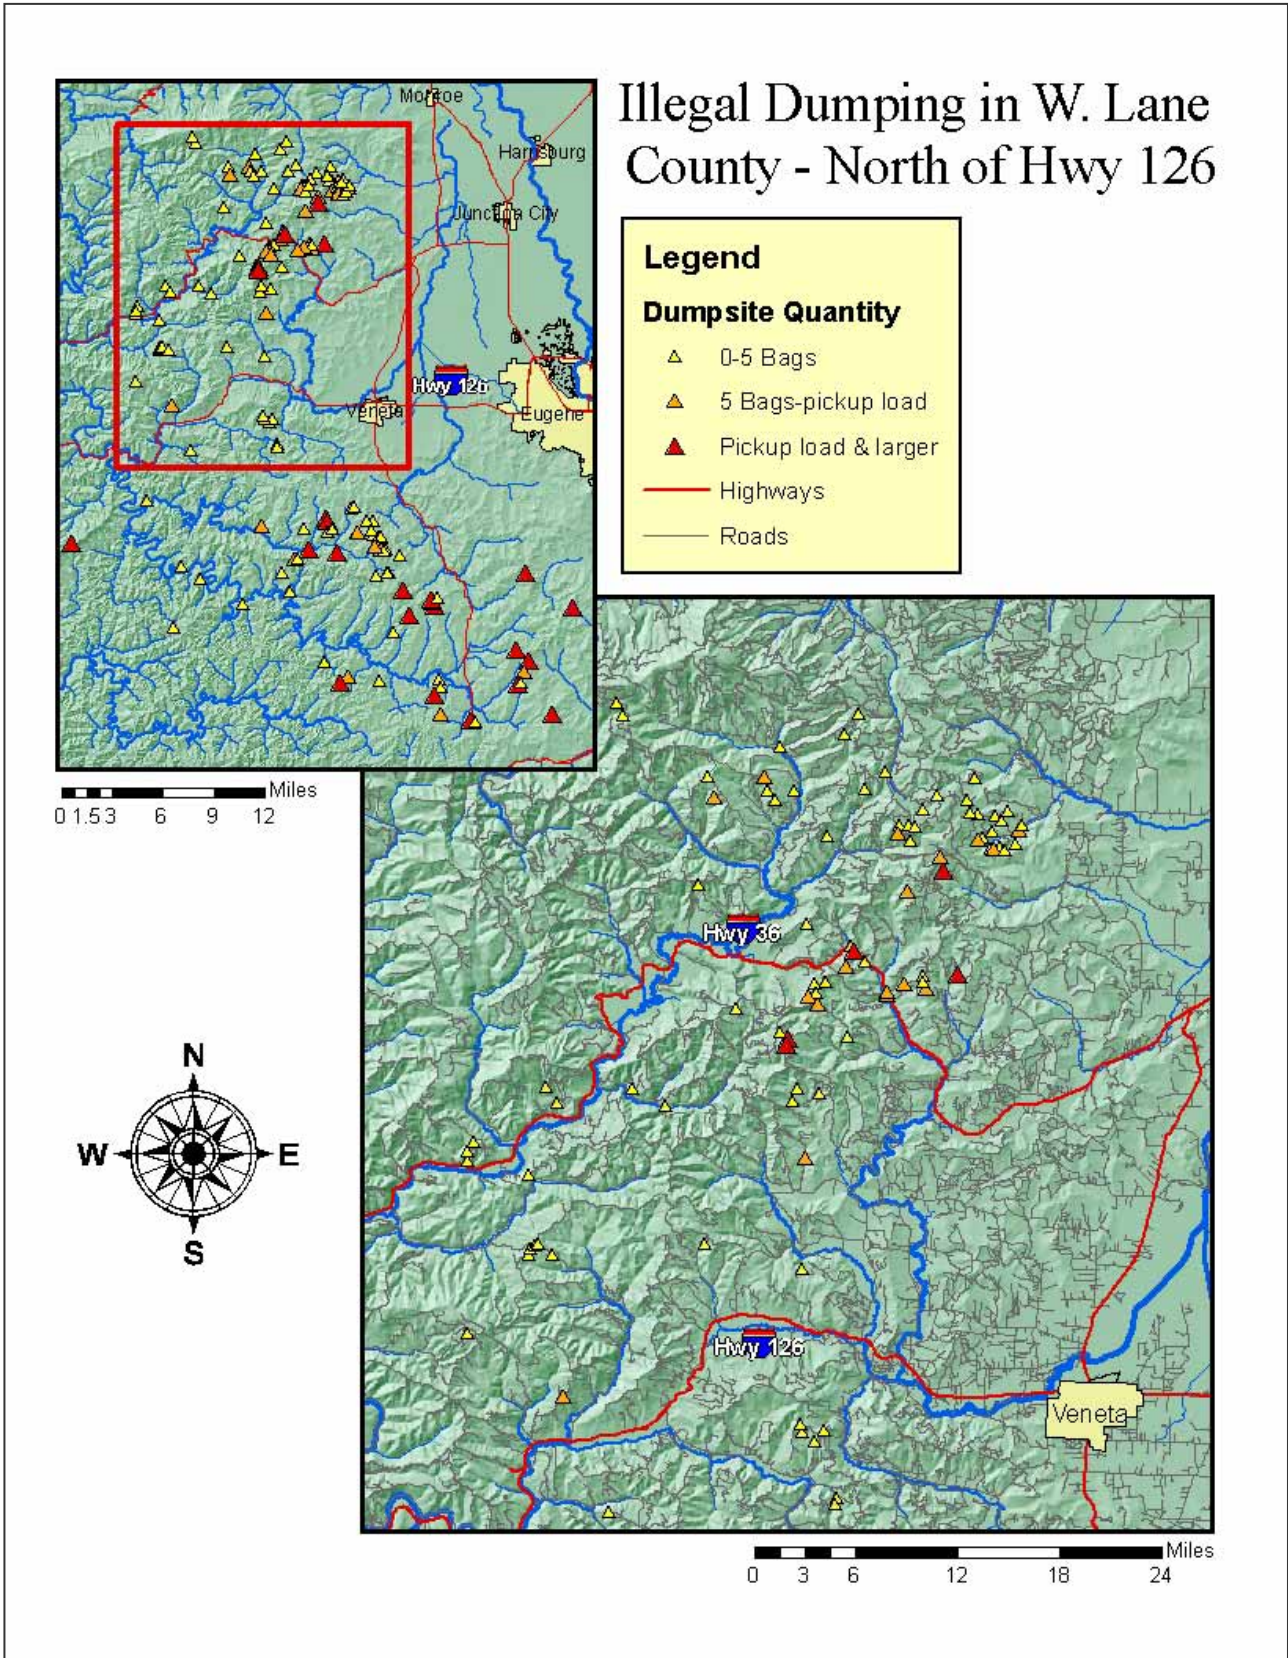 Illegal Dumping in W. Lane
County - North of Hwy 126
Monroe
Harrisburg
Junction City
Hwy 126
Veneta
Eugene
Legend
Dumpsite Quantity
0-5 Bags
5 Bags-pickup load
Pickup load & larger
Highways
Roads
Miles
0 1.5 3 6 9 12
Hwy 36
N
W E
S
Hwy 126
Veneta
Miles
0 3 6 12 18 24